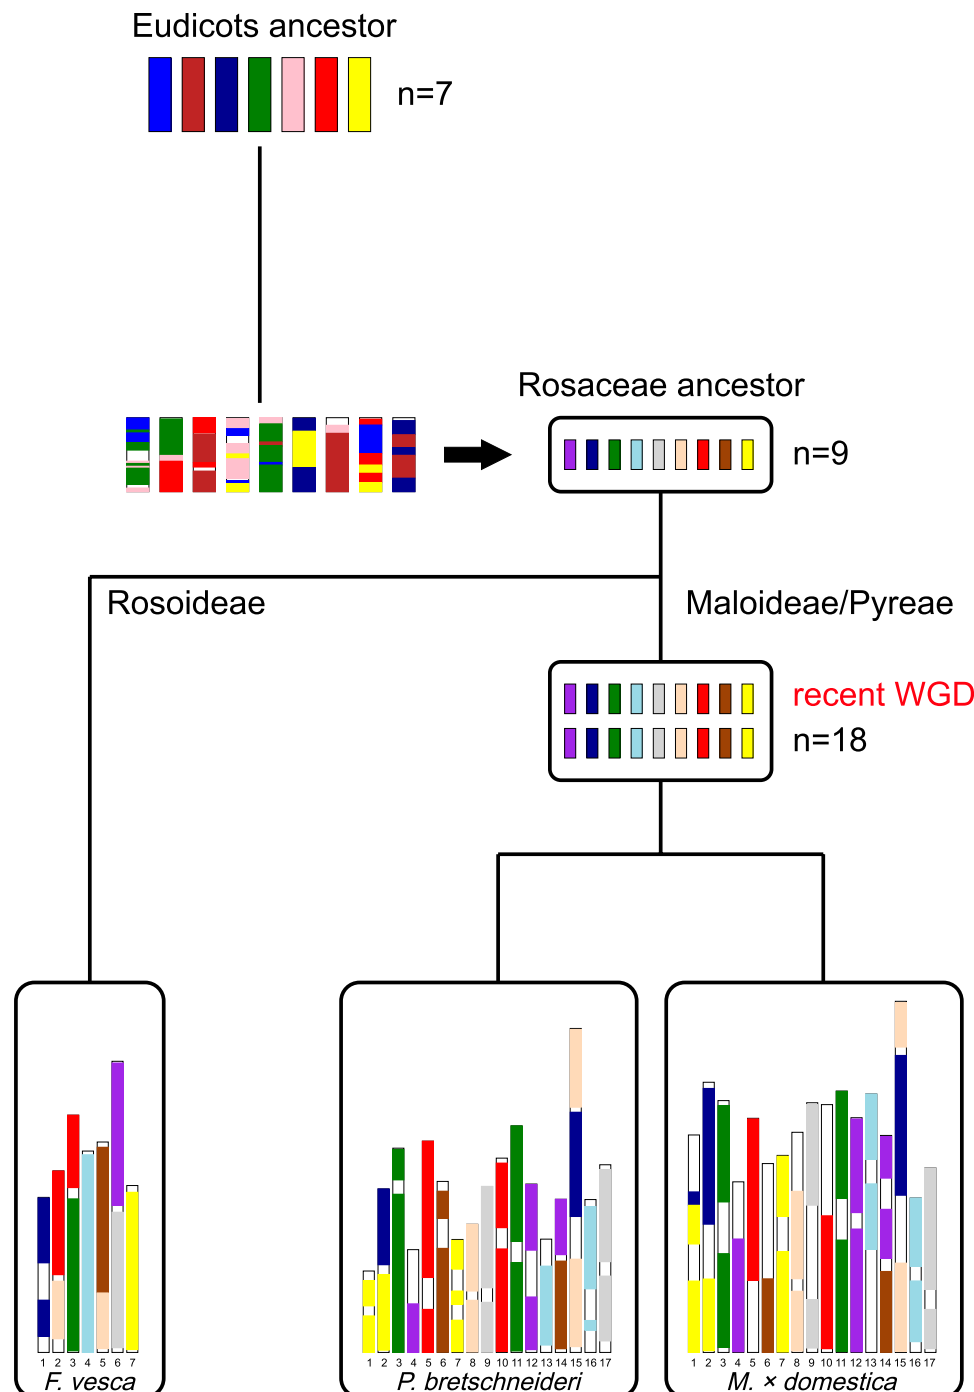 Eudicots ancestor
n=7
Rosaceae ancestor
n=9
Rosoideae
Maloideae/Pyreae
recent WGD
n=18
1 2 3 4 5 6 7
F. vesca
1 2 3 4 5 6 7 8 9 10 11 12 13 14 15 16 17
P. bretschneideri
1 2 3 4 5 6 7 8 9 10 11 12 13 14 15 16 17
M. × domestica